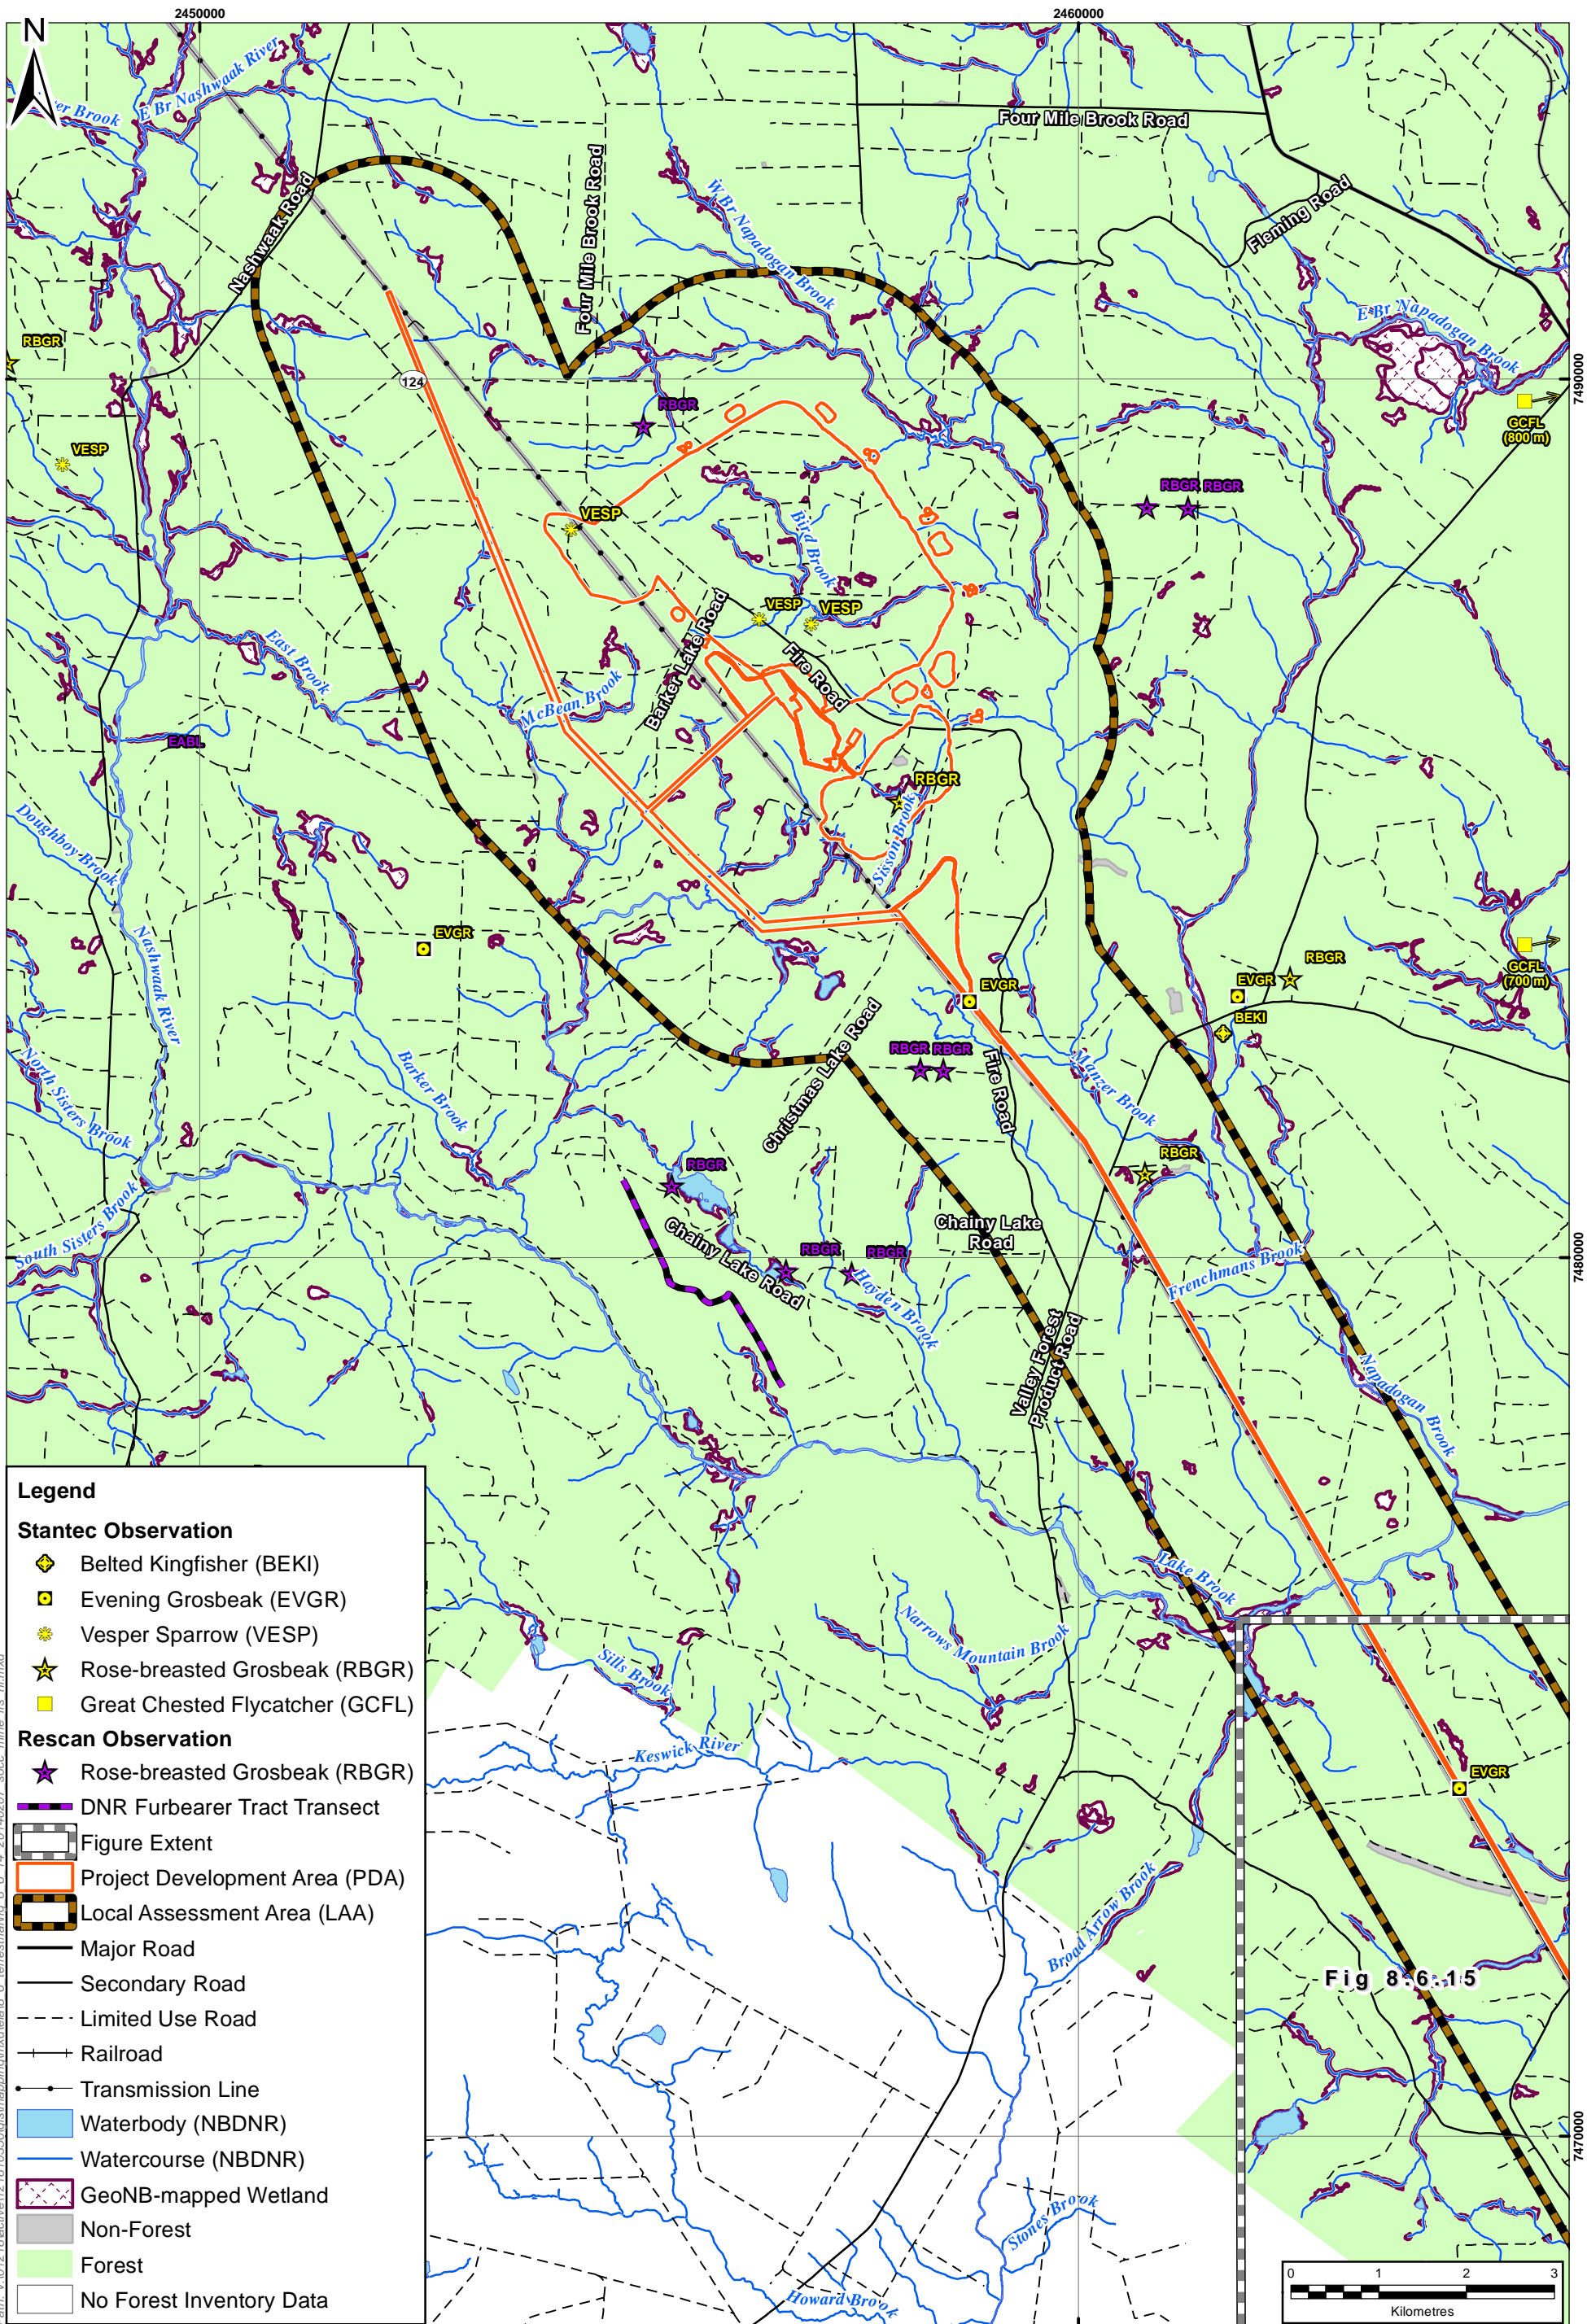 2450000
2460000
N
E Br Nashwaak River
er Brook
Four Mile Brook Road
Nashwaak Road
Four Mile Brook Road
W Br Napadogan Brook
Fleming Road
E Br Napadogan Brook
RBGR
124
7490000
RBGR
GCFL
(800 m)
VESP
RBGR
RBGR
VESP
Bird Brook
VESP
VESP
Barker Lake Road
Fire Road
East Brook
McBean Brook
EABL
RBGR
Sisson Brook
Doughboy Brook
Nashwaak River
EVGR
GCFL
(700 m)
EVGR
EVGR
RBGR
BEKI
Christmas Lake Road
RBGR
RBGR
Fire Road
Manzer Brook
North Sisters Brook
Barker Brook
RBGR
RBGR
South Sisters Brook
Chainy Lake Road
Chainy Lake
Road
RBGR
RBGR
7480000
Hayden Brook
Frenchmans Brook
Valley Forest
Product Road
Napadogan Brook
Lake Brook
Narrows Mountain Brook
Sills Brook
Keswick River
EVGR
Broad Arrow Brook
Fig 8.6.15
7470000
Stones Brook
Howard Brook
Legend
Stantec Observation
Belted Kingfisher (BEKI)
Evening Grosbeak (EVGR)
Vesper Sparrow (VESP)
Rose-breasted Grosbeak (RBGR)
Great Chested Flycatcher (GCFL)
Rescan Observation
Rose-breasted Grosbeak (RBGR)
DNR Furbearer Tract Transect
Figure Extent
Project Development Area (PDA)
Local Assessment Area (LAA)
Major Road
Secondary Road
Limited Use Road
Railroad
Transmission Line
Waterbody (NBDNR)
Watercourse (NBDNR)
GeoNB-mapped Wetland
Non-Forest
Forest
No Forest Inventory Data
0 1 2 3
Kilometres